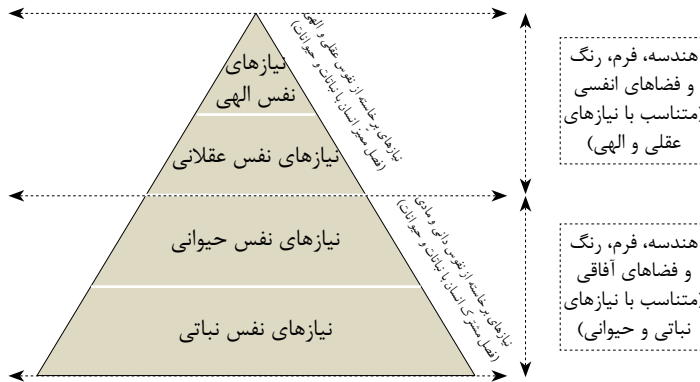 نیازهای
نفس الهی
نیازهای نفس عقلانی
نیازهای نفس حیوانی
نیازهای نفس نباتی
نیازهای برخاسته از نفوس عقلی و الهی
(فصل ممیز انسان با نباتات و حیوانات)
نیازهای برخاسته از نفوس دانی و مادی
(فصل مشترک انسان با نباتات و حیوانات)
هندسه، فرم، رنگ
و فضاهای انفسی
(متناسب با نیازهای
عقلی و الهی)
هندسه، فرم، رنگ
و فضاهای آفاقی
(متناسب با نیازهای
نباتی و حیوانی)